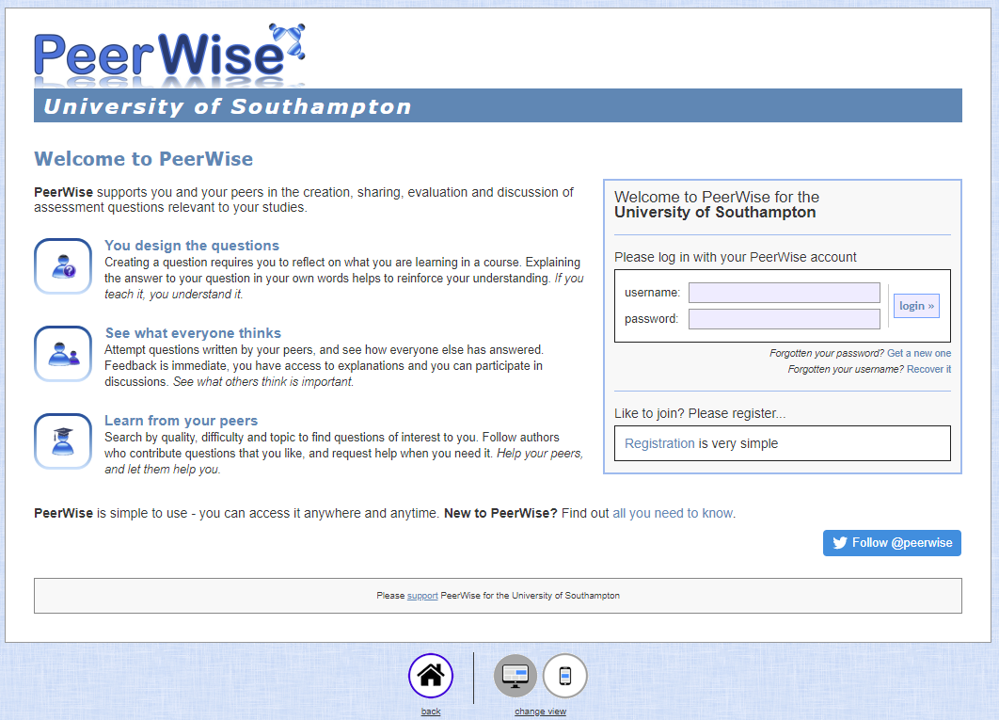 PeerWise
University of Southampton
Welcome to PeerWise
PeerWise supports you and your peers in the creation, sharing, evaluation and discussion of
assessment questions relevant to your studies.
You design the questions
Creating a question requires you to reflect on what you are learning in a course. Explaining
the answer to your question in your own words helps to reinforce your understanding. If you
teach it, you understand it.
See what everyone thinks
Attempt questions written by your peers, and see how everyone else has answered.
Feedback is immediate, you have access to explanations and you can participate in
discussions. See what others think is important.
Learn from your peers
Search by quality, difficulty and topic to find questions of interest to you. Follow authors
who contribute questions that you like, and request help when you need it. Help your peers,
and let them help you.
Welcome to PeerWise for the
University of Southampton
Please log in with your PeerWise account
username:
password:
login »
Forgotten your password? Get a new one
Forgotten your username? Recover it
Like to join? Please register...
Registration is very simple
PeerWise is simple to use - you can access it anywhere and anytime. New to PeerWise? Find out all you need to know.
Follow @peerwise
Please support PeerWise for the University of Southampton
back
change view